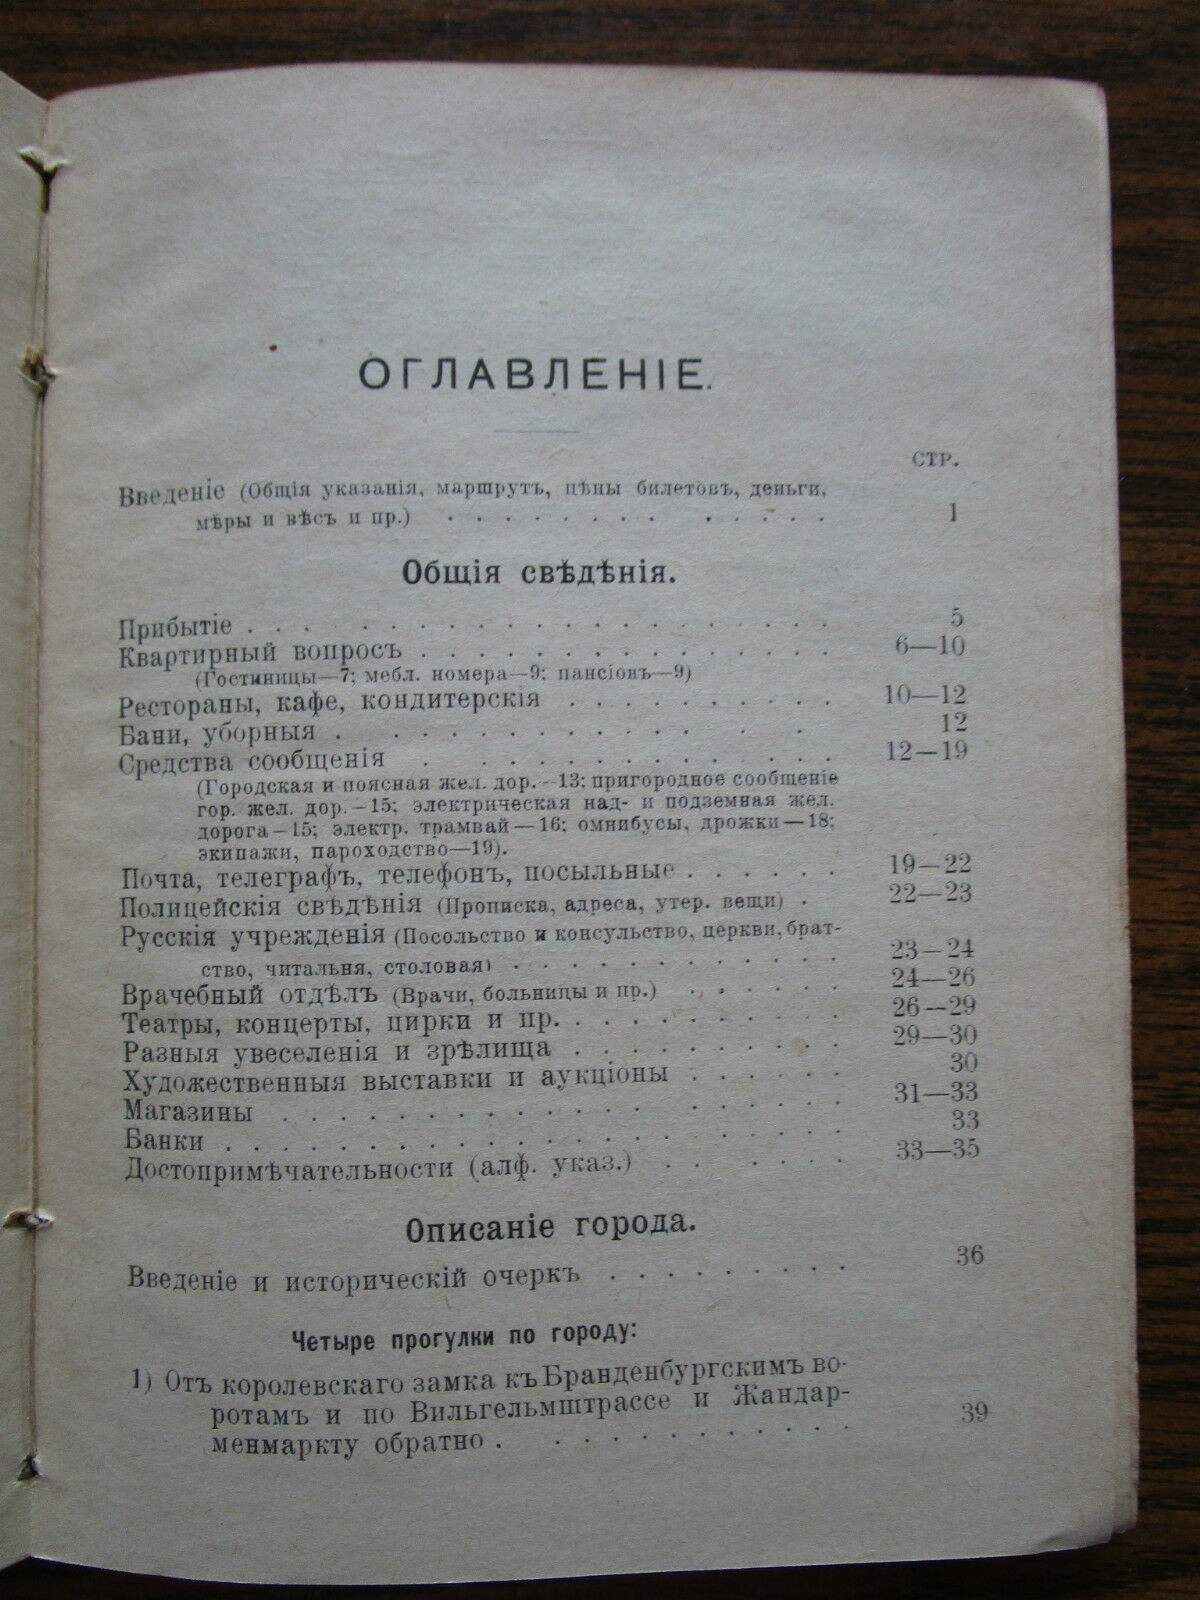 ОГЛАВЛЕНІЕ.
СТР.
Введеніе (Общія указанія, маршрутъ, цѣны билетовъ, деньги,
мѣры и вѣсъ и пр.) . . . . . . . . . . . . . 1
Общія свѣдѣнія.
Прибытіе . . . . . . . . . . . . . . . . . . 5
Квартирный вопросъ . . . . . . . . . . . . . 6—10
(Гостиницы—7; мебл. номера—9; пансіонъ—9)
Рестораны, кафе, кондитерскія . . . . . . . . . 10—12
Бани, уборныя . . . . . . . . . . . . . . . 12
Средства сообщенія . . . . . . . . . . . . . 12—19
(Городская и поясная жел. дор.—13; пригородное сообщеніе
гор. жел. дор.—15; электрическая над- и подземная жел.
дорога—15; электр. трамвай—16; омнибусы, дрожки—18;
экипажи, пароходство—19).
Почта, телеграфъ, телефонъ, посыльные . . . . . . 19—22
Полицейскія свѣдѣнія (Прописка, адреса, утер. вещи) . 22—23
Русскія учрежденія (Посольство и консульство, церкви, брат-
ство, читальня, столовая) . . . . . . . . . . . . 23—24
Врачебный отдѣлъ (Врачи, больницы и пр.) . . . . . . 24—26
Театры, концерты, цирки и пр. . . . . . . . . . . 26—29
Разныя увеселенія и зрѣлища . . . . . . . . . . 29—30
Художественныя выставки и аукціоны . . . . . . 30
Магазины . . . . . . . . . . . . . . . . . 31—33
Банки . . . . . . . . . . . . . . . . . . . 33
Достопримѣчательности (алф. указ.) . . . . . . . 33—35
Описаніе города.
Введеніе и историческій очеркъ . . . . . . . . . 36
Четыре прогулки по городу:
1) Отъ королевскаго замка къ Бранденбургскимъ во-
ротамъ и по Вильгельмштрассе и Жандар-
менмаркту обратно . . . . . . . . . . . . . 39